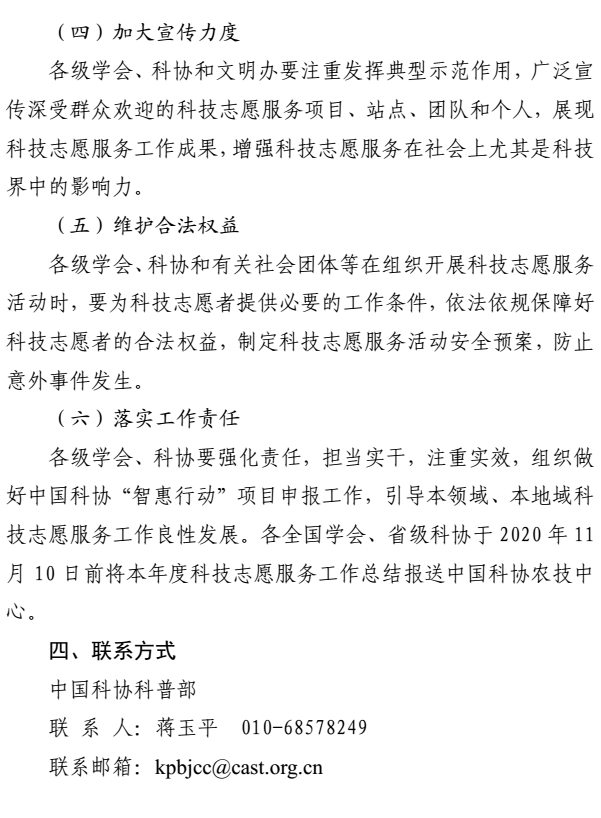 （四）加大宣传力度
各级学会、科协和文明办要注重发挥典型示范作用，广泛宣
传深受群众欢迎的科技志愿服务项目、站点、团队和个人，展现
科技志愿服务工作成果，增强科技志愿服务在社会上尤其是科技
界中的影响力。
（五）维护合法权益
各级学会、科协和有关社会团体等在组织开展科技志愿服务
活动时，要为科技志愿者提供必要的工作条件，依法依规保障好
科技志愿者的合法权益，制定科技志愿服务活动安全预案，防止
意外事件发生。
（六）落实工作责任
各级学会、科协要强化责任，担当实干，注重实效，组织做
好中国科协“智惠行动”项目申报工作，引导本领域、本地域科
技志愿服务工作良性发展。各全国学会、省级科协于 2020 年 11
月 10 日前将本年度科技志愿服务工作总结报送中国科协农技中
心。
四、联系方式
中国科协科普部
联 系 人：蒋玉平 010-68578249
联系邮箱：kpbjcc@cast.org.cn